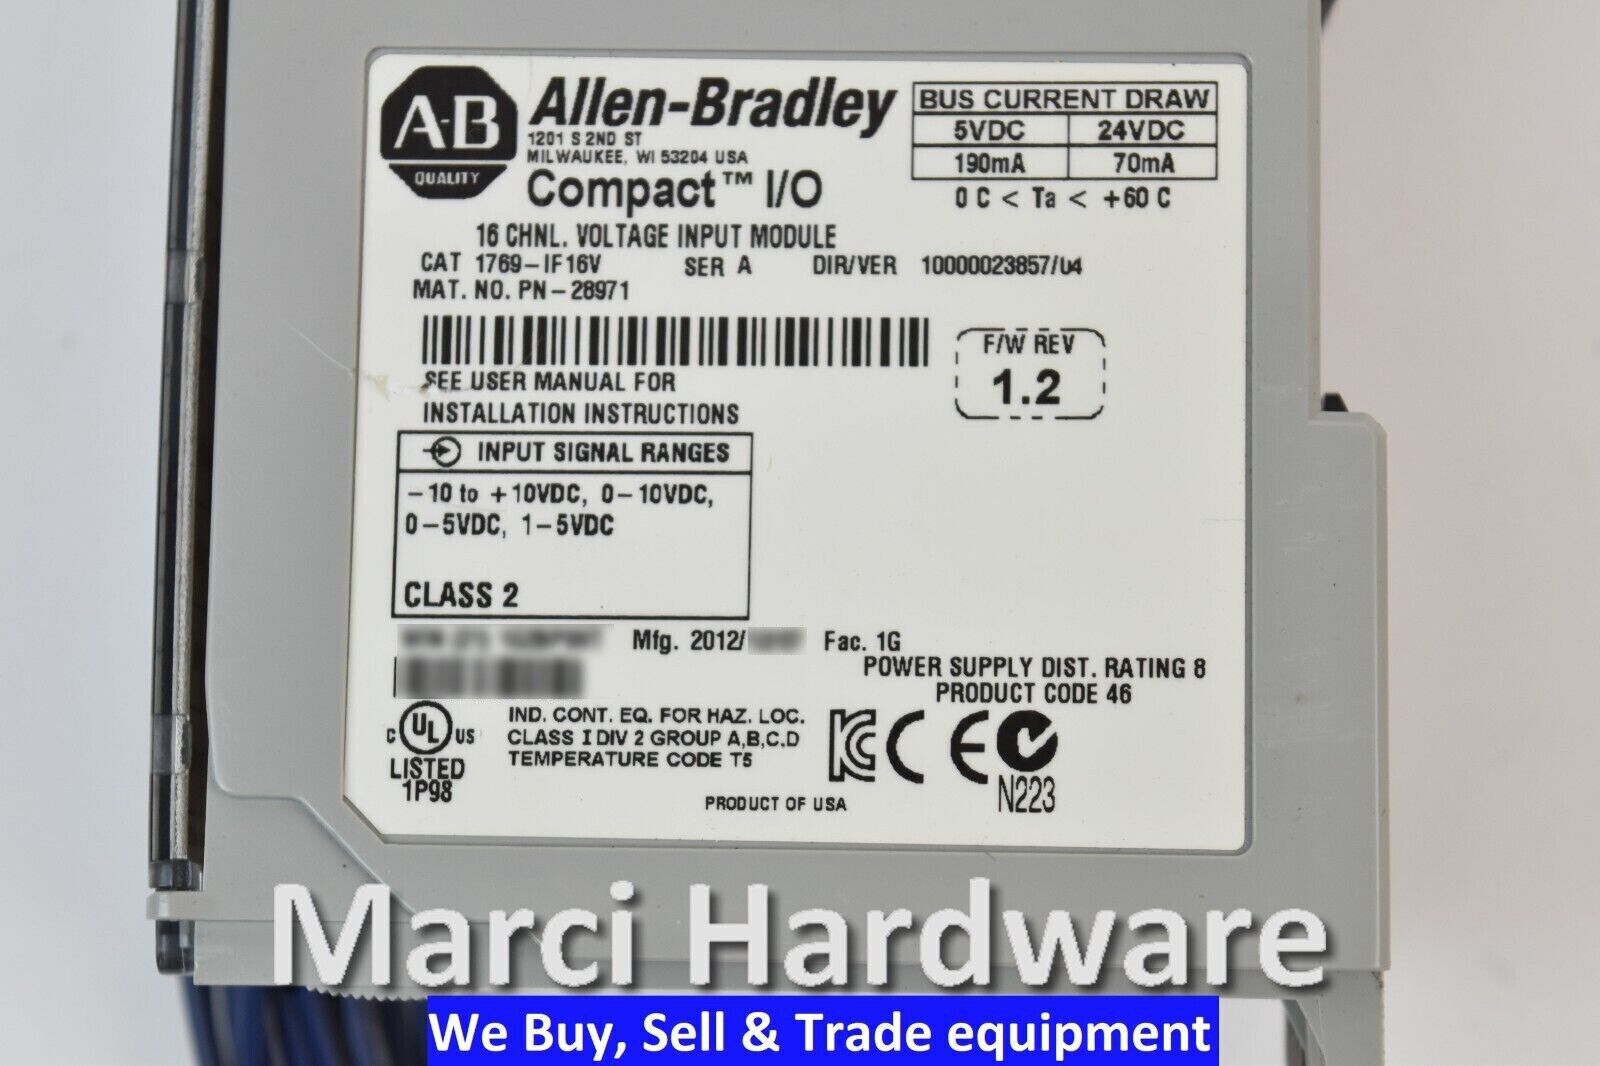 A-B
QUALITY
Allen-Bradley
1201 S 2ND ST
MILWAUKEE, WI 53204 USA
Compact™ I/O
BUS CURRENT DRAW
5VDC 24VDC
190mA 70mA
0 C < Ta < +60 C
16 CHNL. VOLTAGE INPUT MODULE
CAT 1769-IF16V SER A DIR/VER 10000023857/04
MAT. NO. PN-28971
F/W REV
1.2
SEE USER MANUAL FOR
INSTALLATION INSTRUCTIONS
INPUT SIGNAL RANGES
-10 to +10VDC, 0-10VDC,
0-5VDC, 1-5VDC
CLASS 2
Mfg. 2012/ Fac. 1G
POWER SUPPLY DIST. RATING 8
PRODUCT CODE 46
C UL US
LISTED
1P98
IND. CONT. EQ. FOR HAZ. LOC.
CLASS I DIV 2 GROUP A,B,C,D
TEMPERATURE CODE T5
KC CE
N223
PRODUCT OF USA
Marci Hardware
We Buy, Sell & Trade equipment